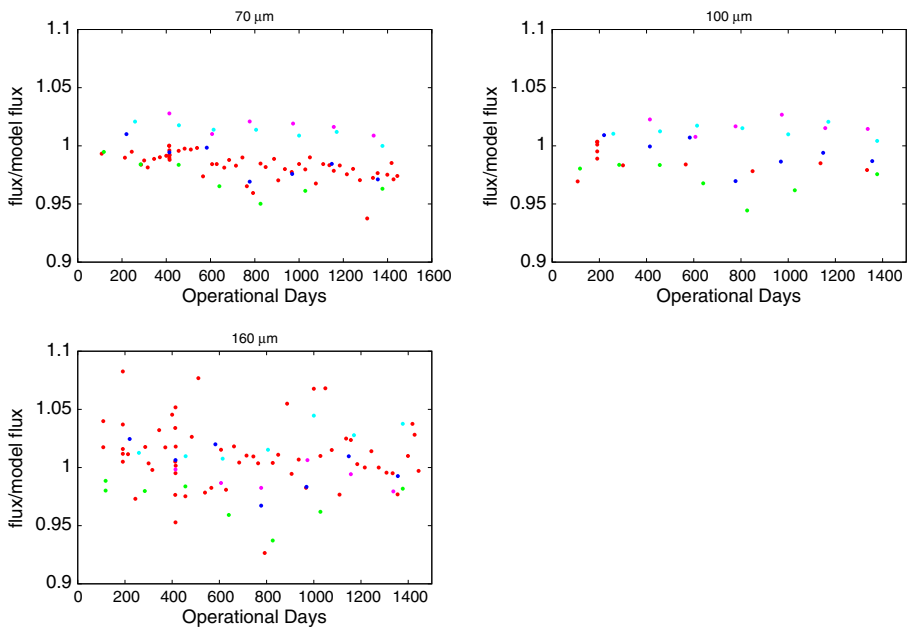 70 µm
1.1
1.05
1
0.95
0.9
flux/model flux
0 200 400 600 800 1000 1200 1400 1600
Operational Days
100 µm
1.1
1.05
1
0.95
0.9
flux/model flux
0 200 400 600 800 1000 1200 1400
Operational Days
160 µm
1.1
1.05
1
0.95
0.9
flux/model flux
0 200 400 600 800 1000 1200 1400
Operational Days